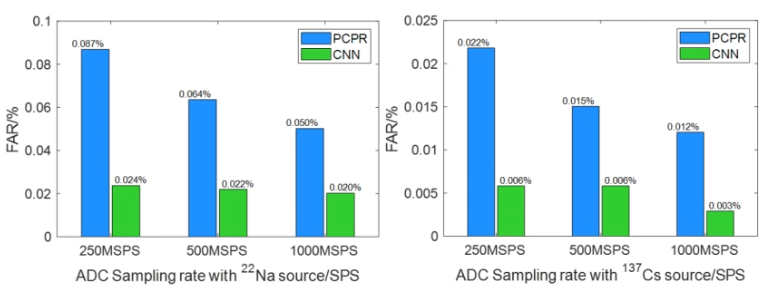 0.1
0.08
0.06
0.04
0.02
0
FAR/%
0.087%
0.024%
0.064%
0.022%
0.050%
0.020%
PCPR
CNN
250MSPS 500MSPS 1000MSPS
ADC Sampling rate with ²²Na source/SPS
0.025
0.02
0.015
0.01
0.005
0
FAR/%
0.022%
0.006%
0.015%
0.006%
0.012%
0.003%
PCPR
CNN
250MSPS 500MSPS 1000MSPS
ADC Sampling rate with ¹³⁷Cs source/SPS